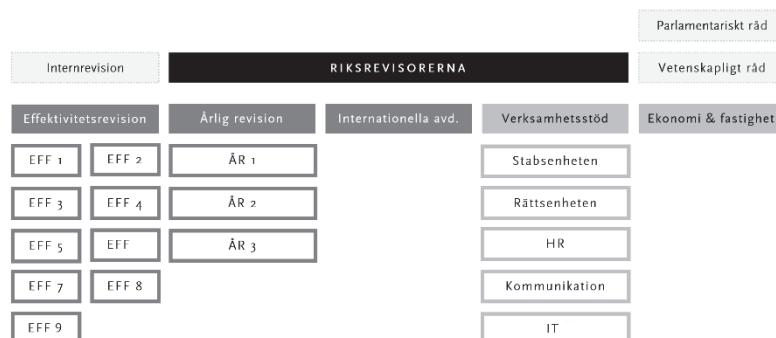 Parlamentariskt råd
Internrevision RIKSREVISORERNA Vetenskapligt råd
Effektivitetsrevision Årlig revision Internationella avd. Verksamhetsstöd Ekonomi & fastighet
EFF 1 EFF 2 ÅR 1 Stabsenheten
EFF 3 EFF 4 ÅR 2 Rättsenheten
EFF 5 EFF ÅR 3 HR
EFF 7 EFF 8 Kommunikation
EFF 9 IT